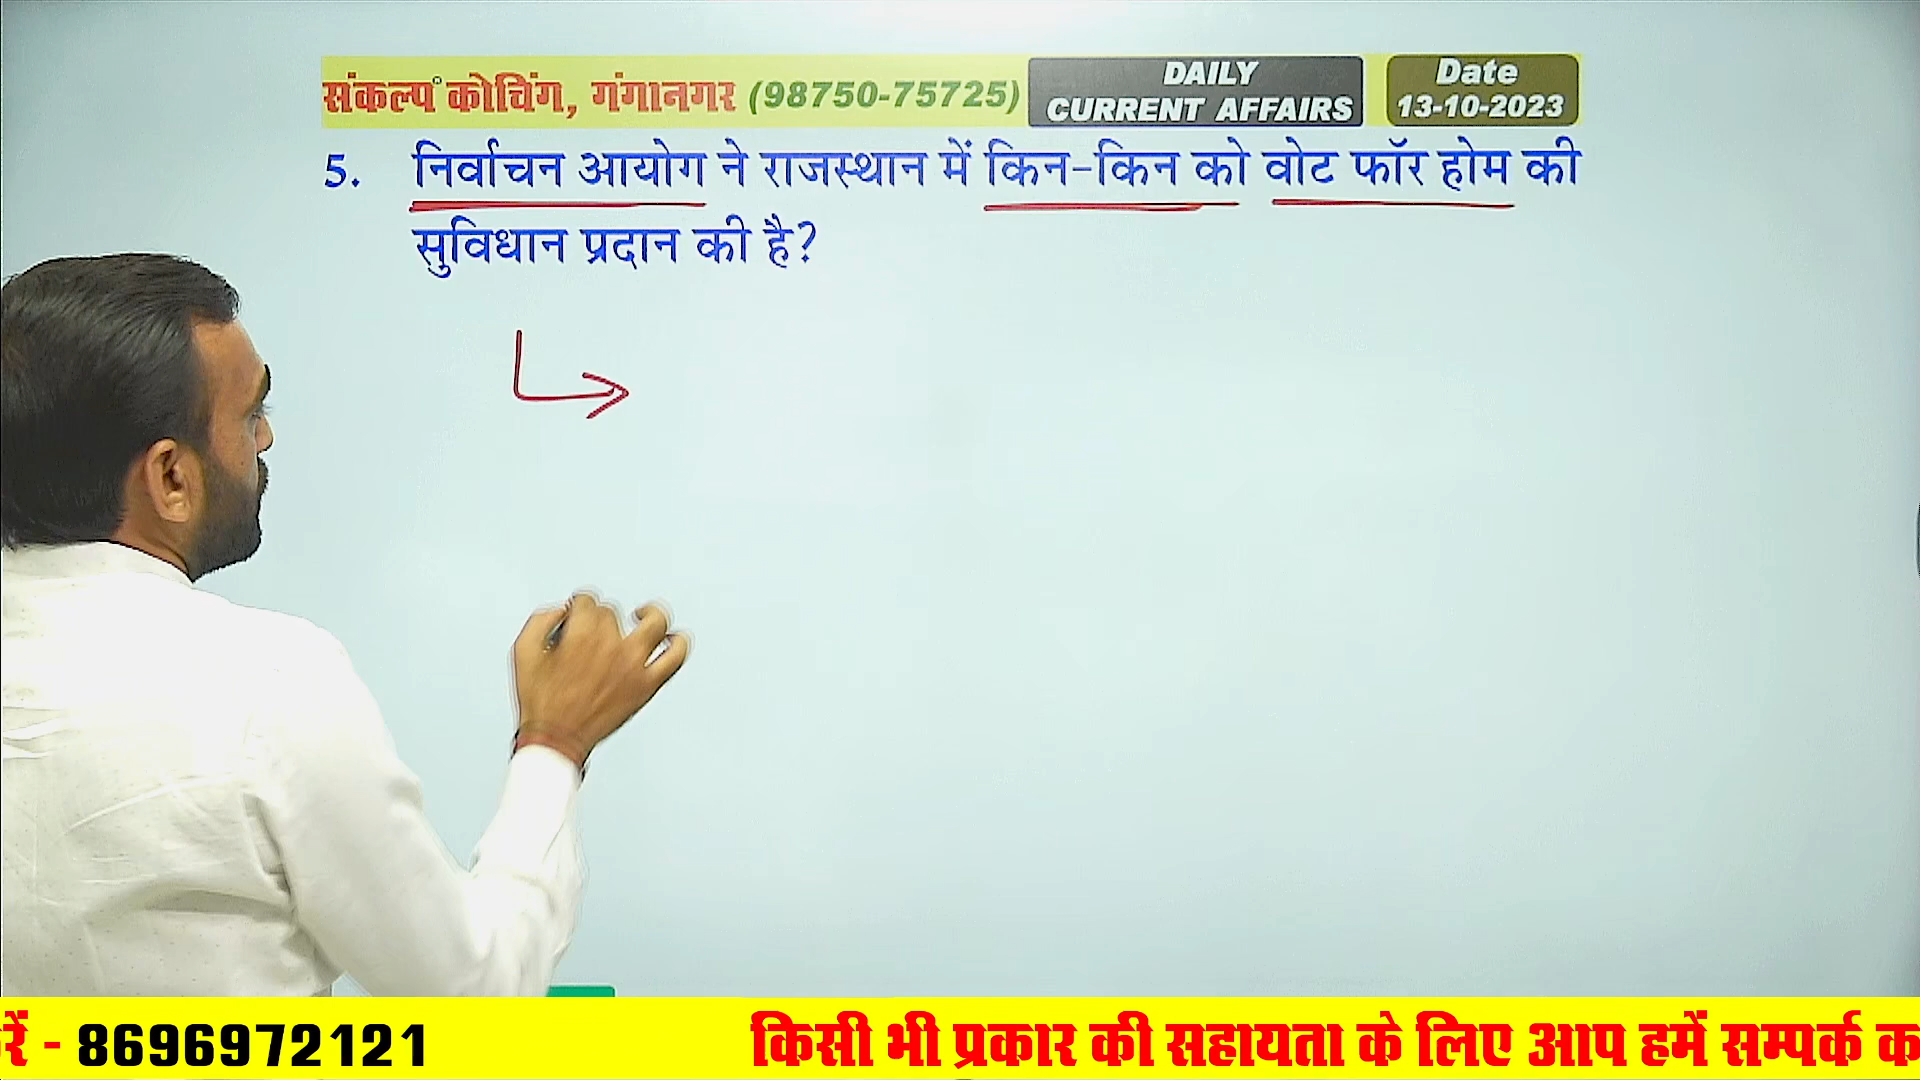 संकल्प कोचिंग, गंगानगर (98750-75725) DAILY CURRENT AFFAIRS Date 13-10-2023
5. निर्वाचन आयोग ने राजस्थान में किन-किन को वोट फॉर होम की
सुविधान प्रदान की है?
रें - 8696972121 किसी भी प्रकार की सहायता के लिए आप हमें सम्पर्क क